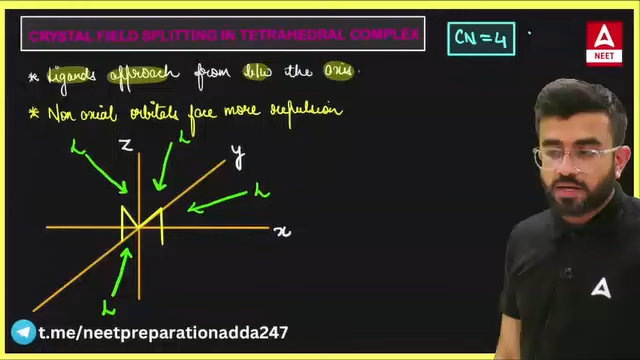 CRYSTAL FIELD SPLITTING IN TETRAHEDRAL COMPLEX
CN = 4
A
NEET
* Ligands approach from b/w the axis.
* Non axial orbitals face more repulsion
L
Z
L
y
L
x
L
A
t.me/neetpreparationadda247